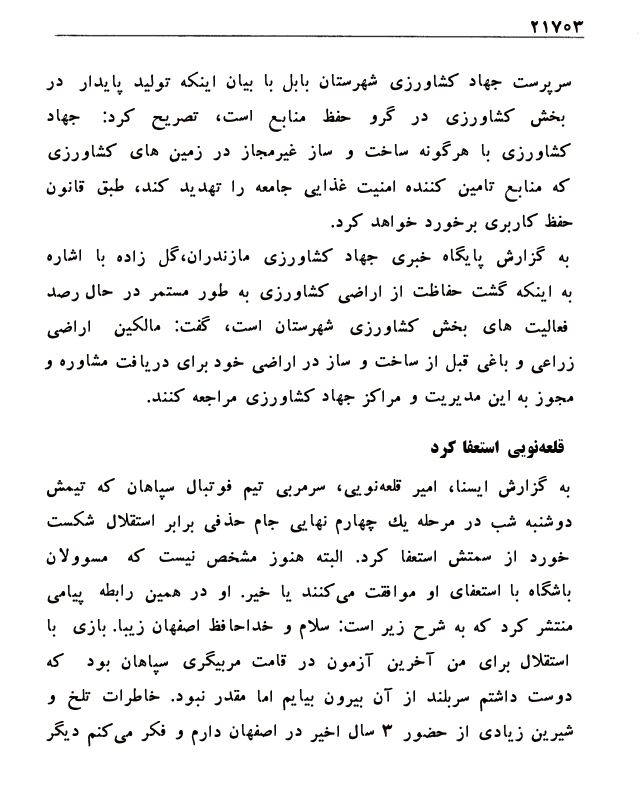 ۲۱۷۰۳
سرپرست جهاد کشاورزی شهرستان بابل با بیان اینکه تولید پایدار در
بخش کشاورزی در گرو حفظ منابع است، تصریح کرد: جهاد
کشاورزی با هرگونه ساخت و ساز غیرمجاز در زمین های کشاورزی
که منابع تامین کننده امنیت غذایی جامعه را تهدید کند، طبق قانون
حفظ کاربری برخورد خواهد کرد.
به گزارش پایگاه خبری جهاد کشاورزی مازندران،گل زاده با اشاره
به اینکه گشت حفاظت از اراضی کشاورزی به طور مستمر در حال رصد
فعالیت های بخش کشاورزی شهرستان است، گفت: مالکین اراضی
زراعی و باغی قبل از ساخت و ساز در اراضی خود برای دریافت مشاوره و
مجوز به این مدیریت و مراکز جهاد کشاورزی مراجعه کنند.
قلعه‌نویی استعفا کرد
به گزارش ایسنا، امیر قلعه‌نویی، سرمربی تیم فوتبال سپاهان که تیمش
دوشنبه شب در مرحله یك چهارم نهایی جام حذفی برابر استقلال شکست
خورد از سمتش استعفا کرد. البته هنوز مشخص نیست که مسوولان
باشگاه با استعفای او موافقت می‌کنند یا خیر. او در همین رابطه پیامی
منتشر کرد که به شرح زیر است: سلام و خداحافظ اصفهان زیبا. بازی با
استقلال برای من آخرین آزمون در قامت مربیگری سپاهان بود که
دوست داشتم سربلند از آن بیرون بیایم اما مقدر نبود. خاطرات تلخ و
شیرین زیادی از حضور ۳ سال اخیر در اصفهان دارم و فکر می‌کنم دیگر